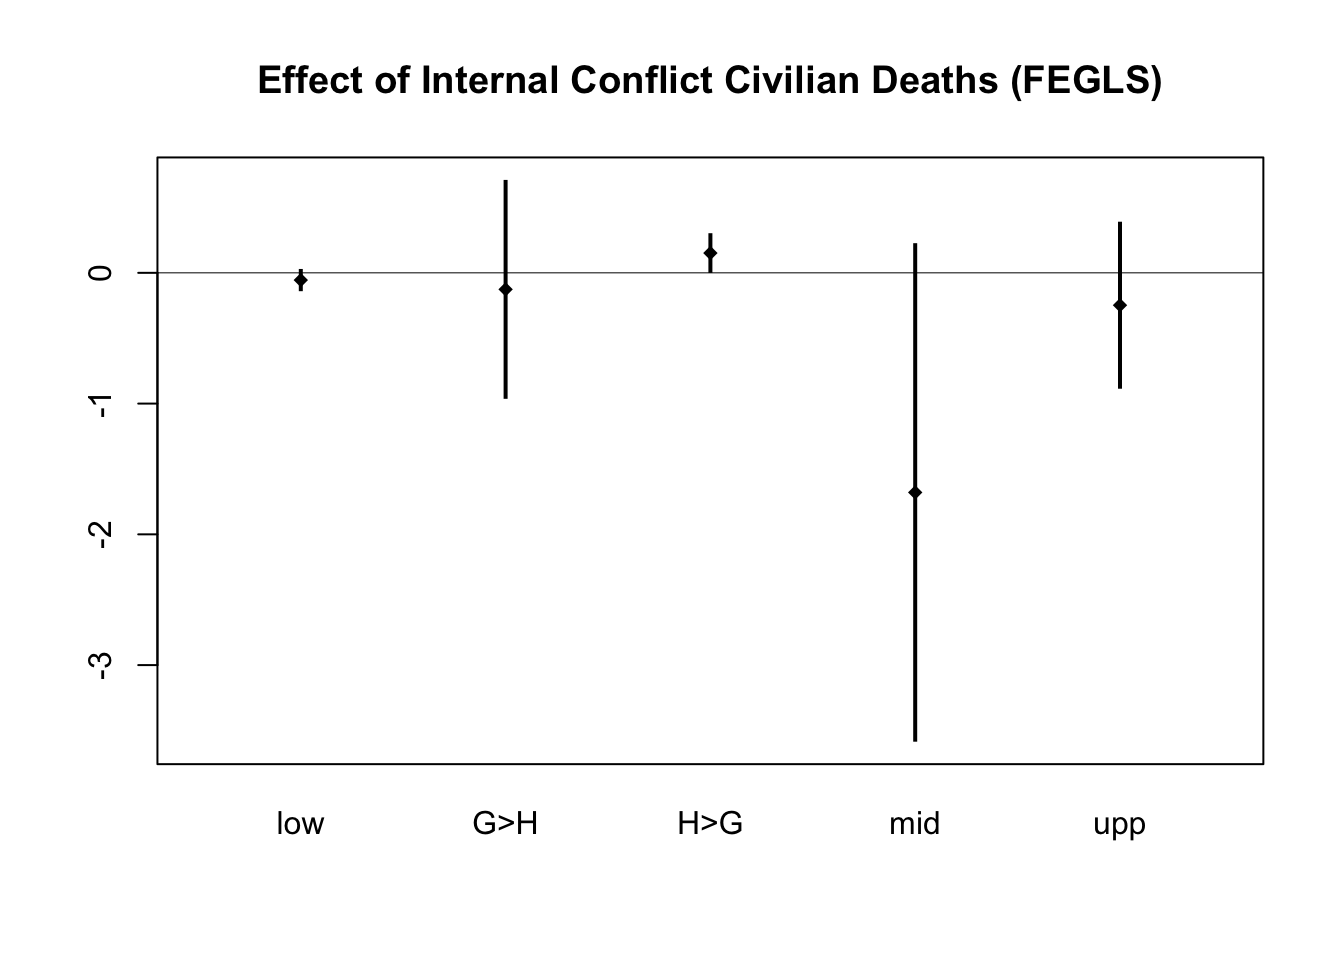 Effect of Internal Conflict Civilian Deaths (FEGLS)
0
-1
-2
-3
low G>H H>G mid upp